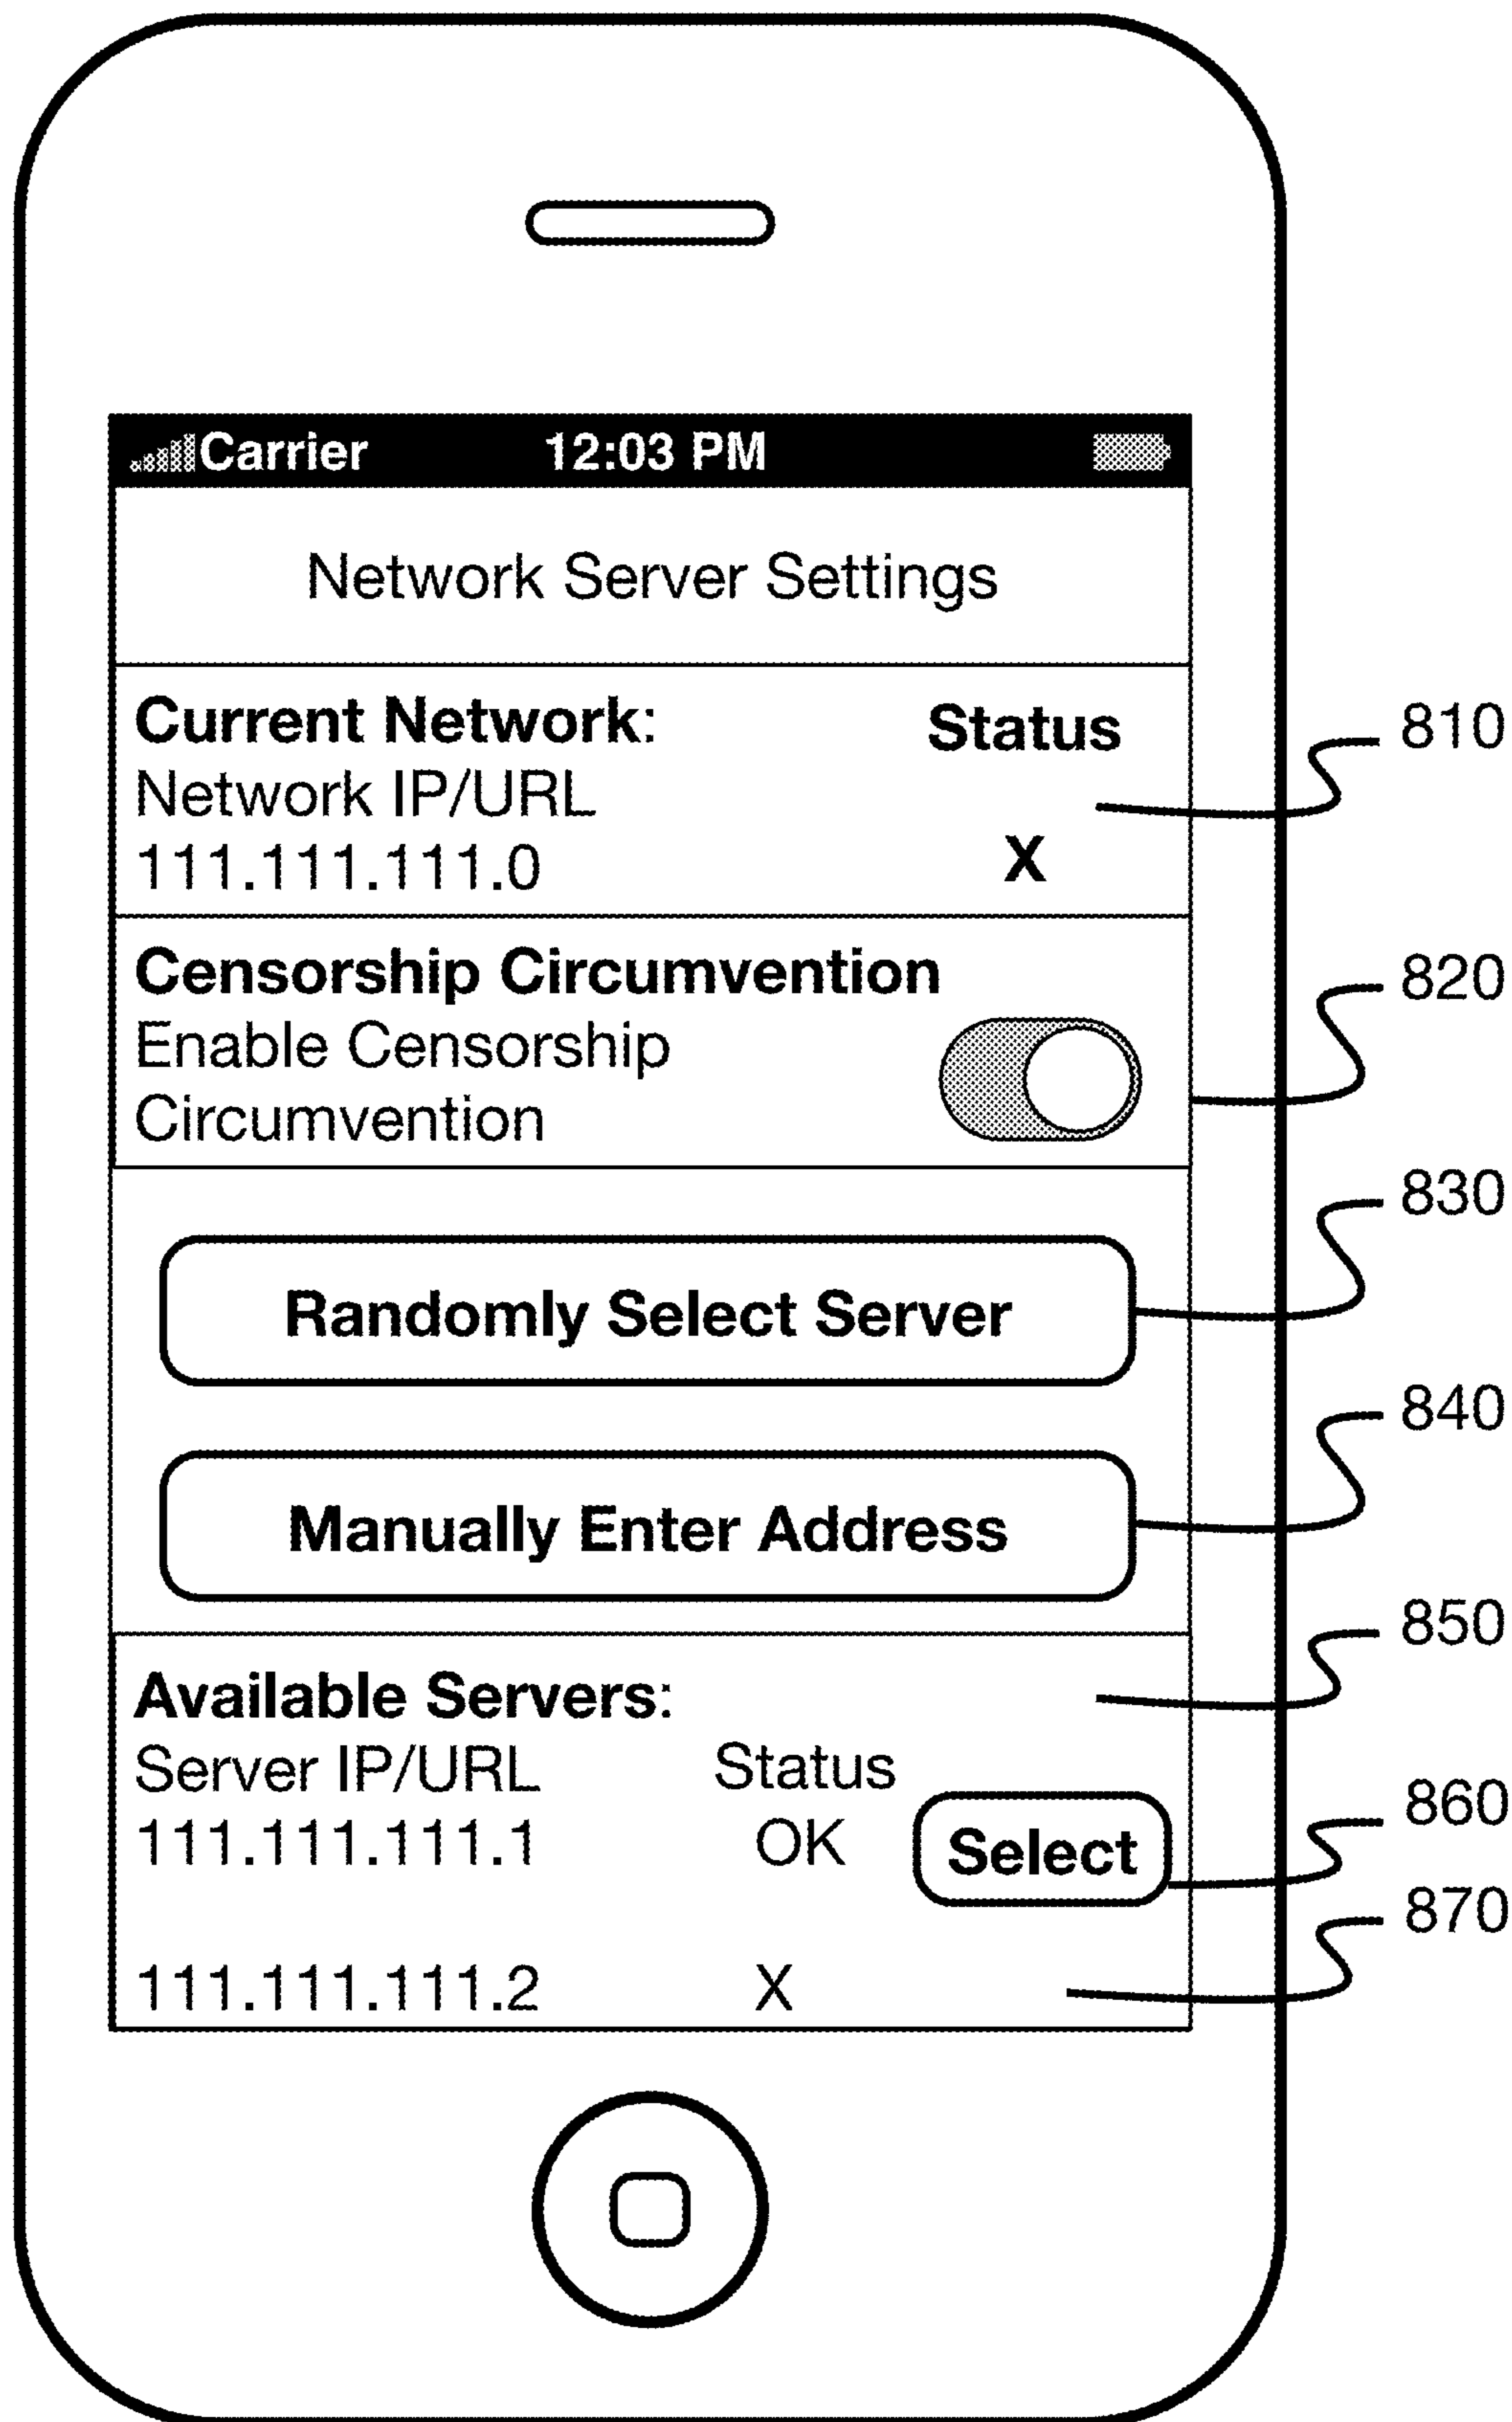 Carrier 12:03 PM
Network Server Settings
Current Network: Status
Network IP/URL
111.111.111.0 X
810
Censorship Circumvention
Enable Censorship
Circumvention
820
Randomly Select Server
830
Manually Enter Address
840
Available Servers:
850
Server IP/URL Status
111.111.111.1 OK Select
860
111.111.111.2 X
870